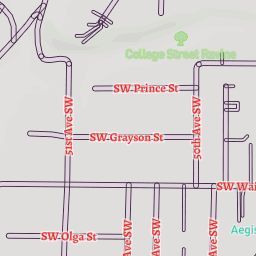 College Street Ravine
SW Prince St
51st Ave SW
SW Grayson St
50th Ave SW
SW Wai
Aegis
SW Olga St
Ave SW
Ave SW
Ave SW